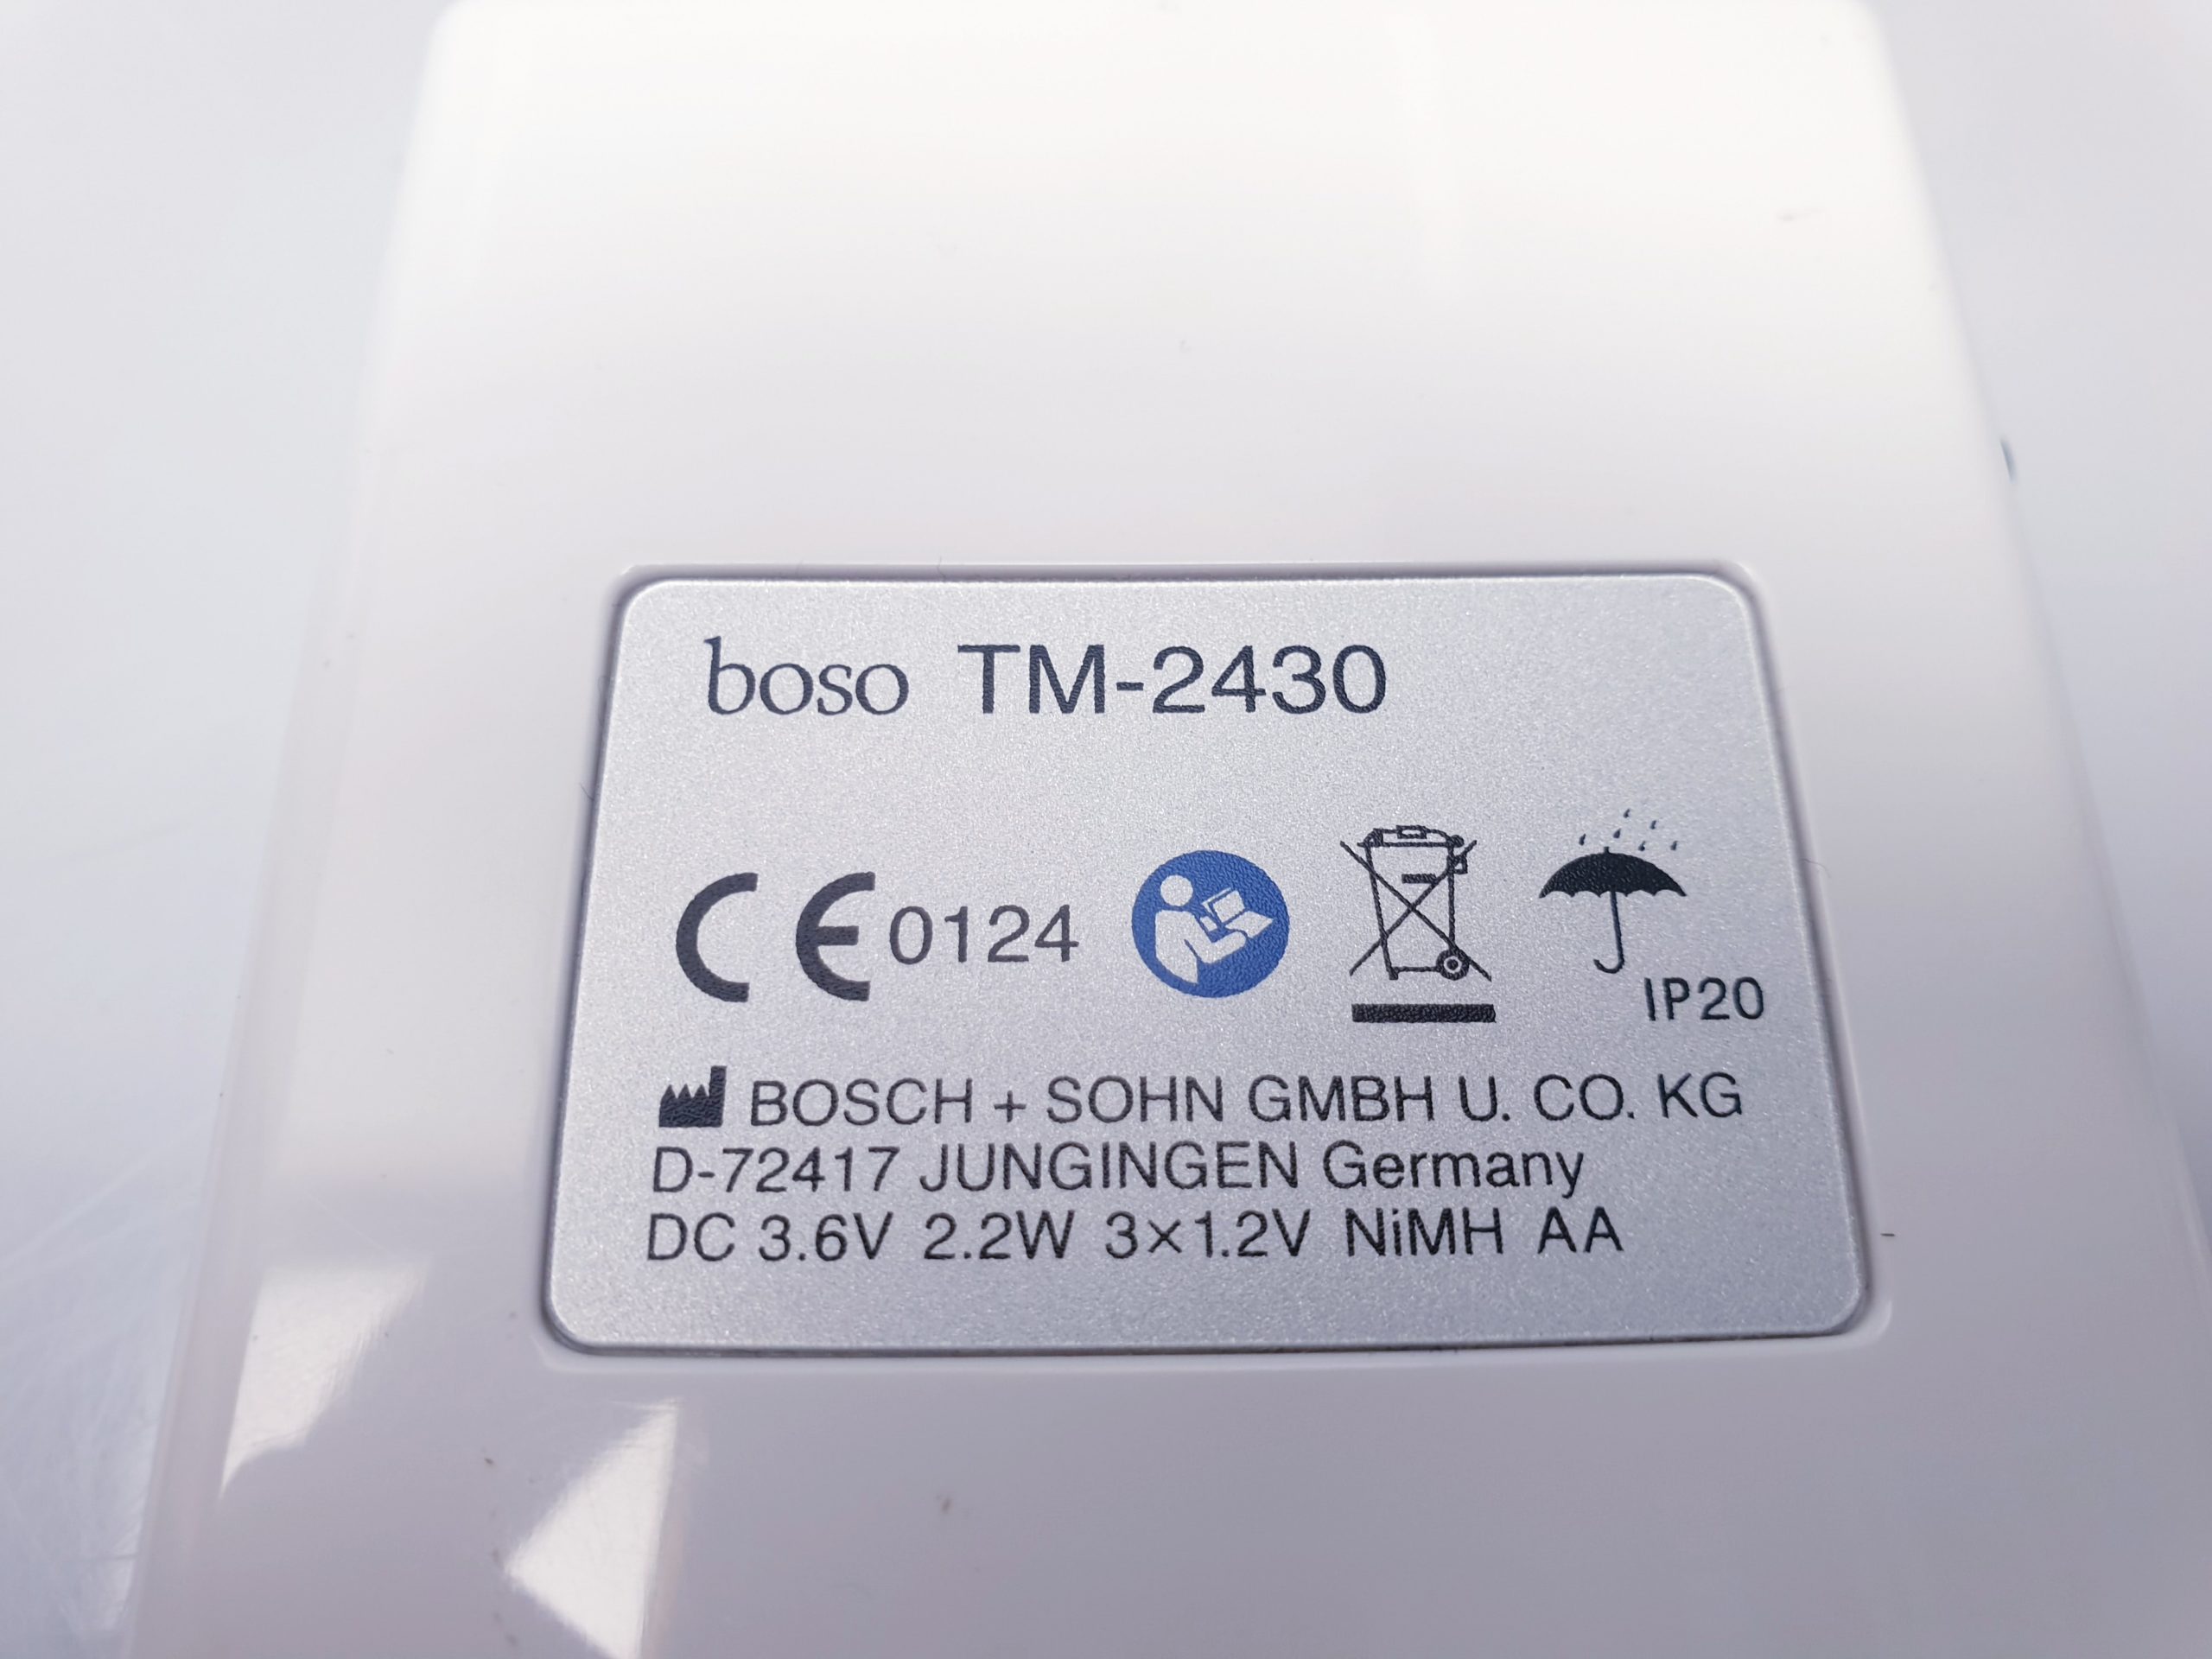 boso TM-2430
CE 0124
IP20
BOSCH + SOHN GMBH U. CO. KG
D-72417 JUNGINGEN Germany
DC 3.6V 2.2W 3×1.2V NiMH AA